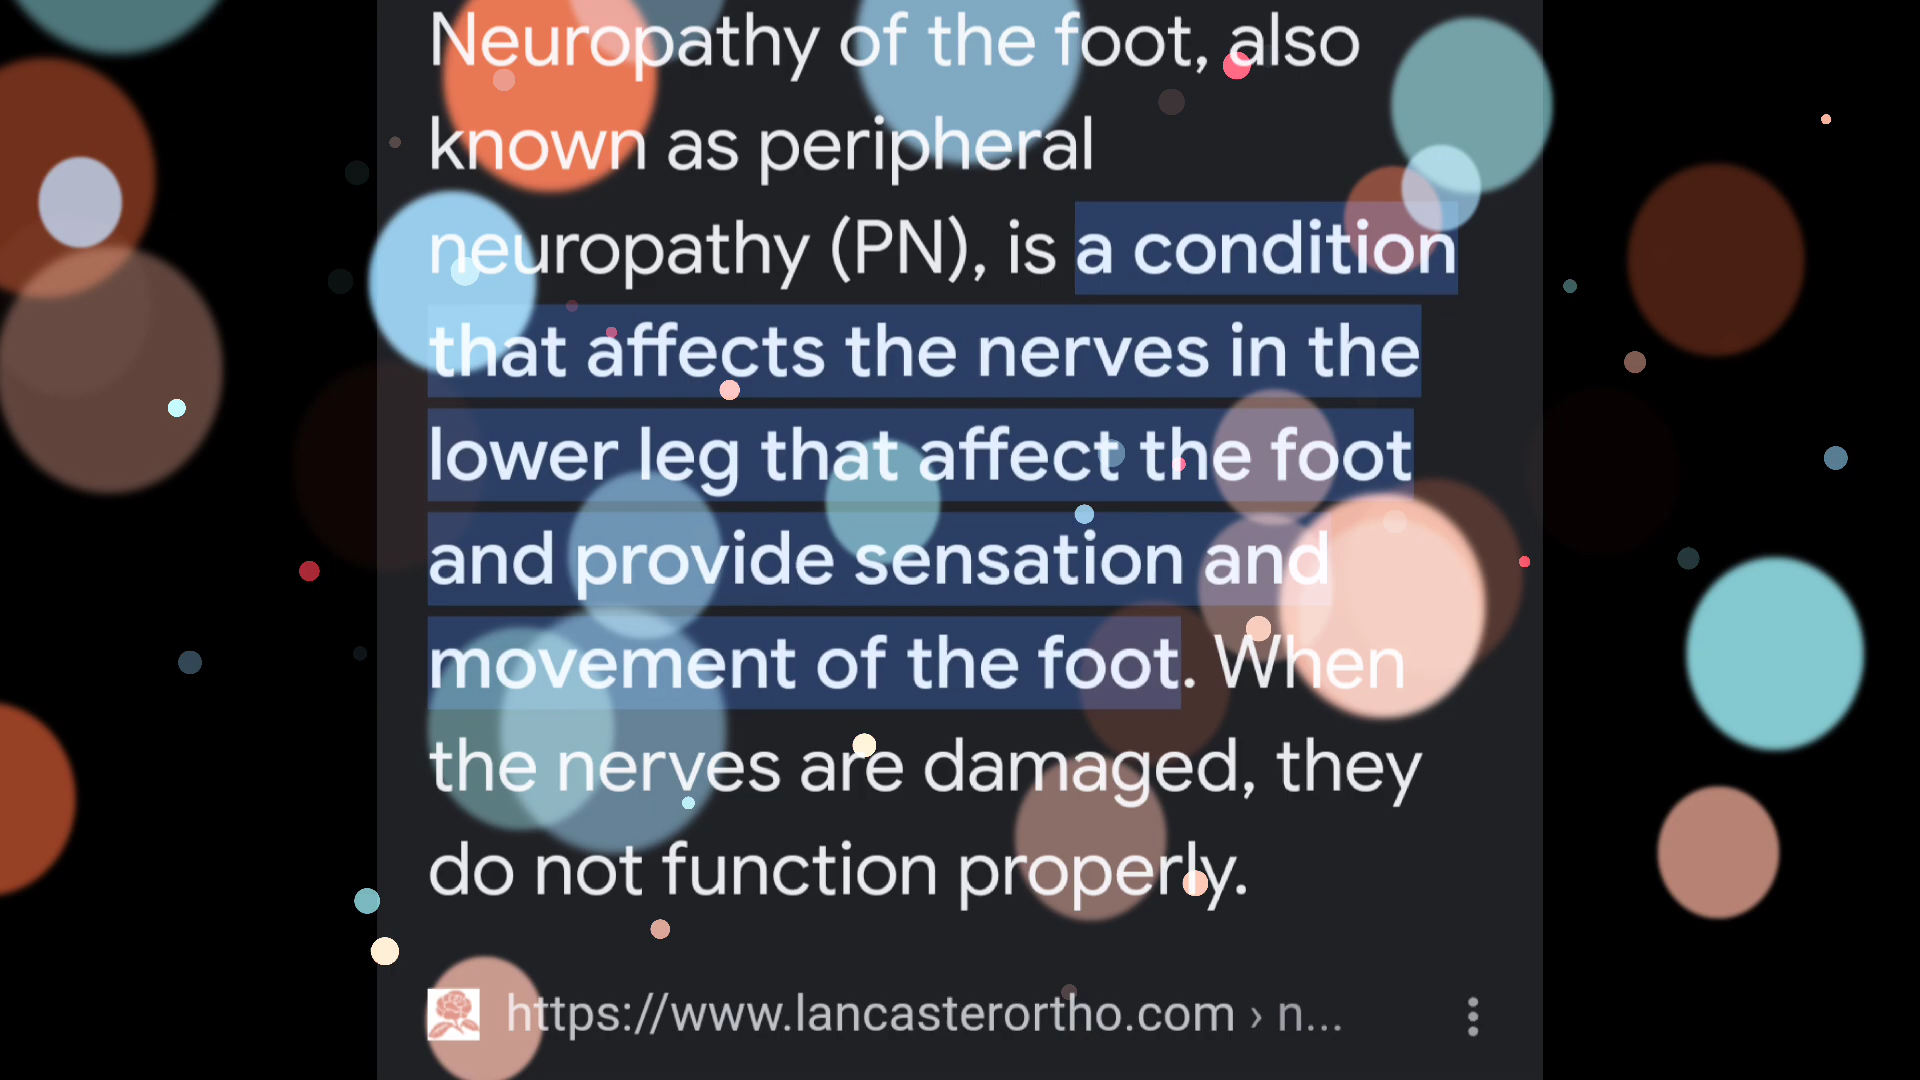 Neuropathy of the foot, also
known as peripheral
neuropathy (PN), is a condition
that affects the nerves in the
lower leg that affect the foot
and provide sensation and
movement of the foot. When
the nerves are damaged, they
do not function properly.
https://www.lancasterortho.com › n...